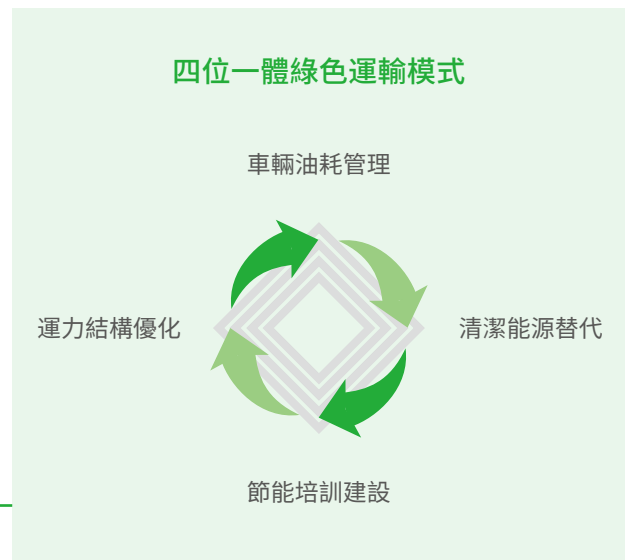 四位一體綠色運輸模式
車輛油耗管理
運力結構優化
清潔能源替代
節能培訓建設